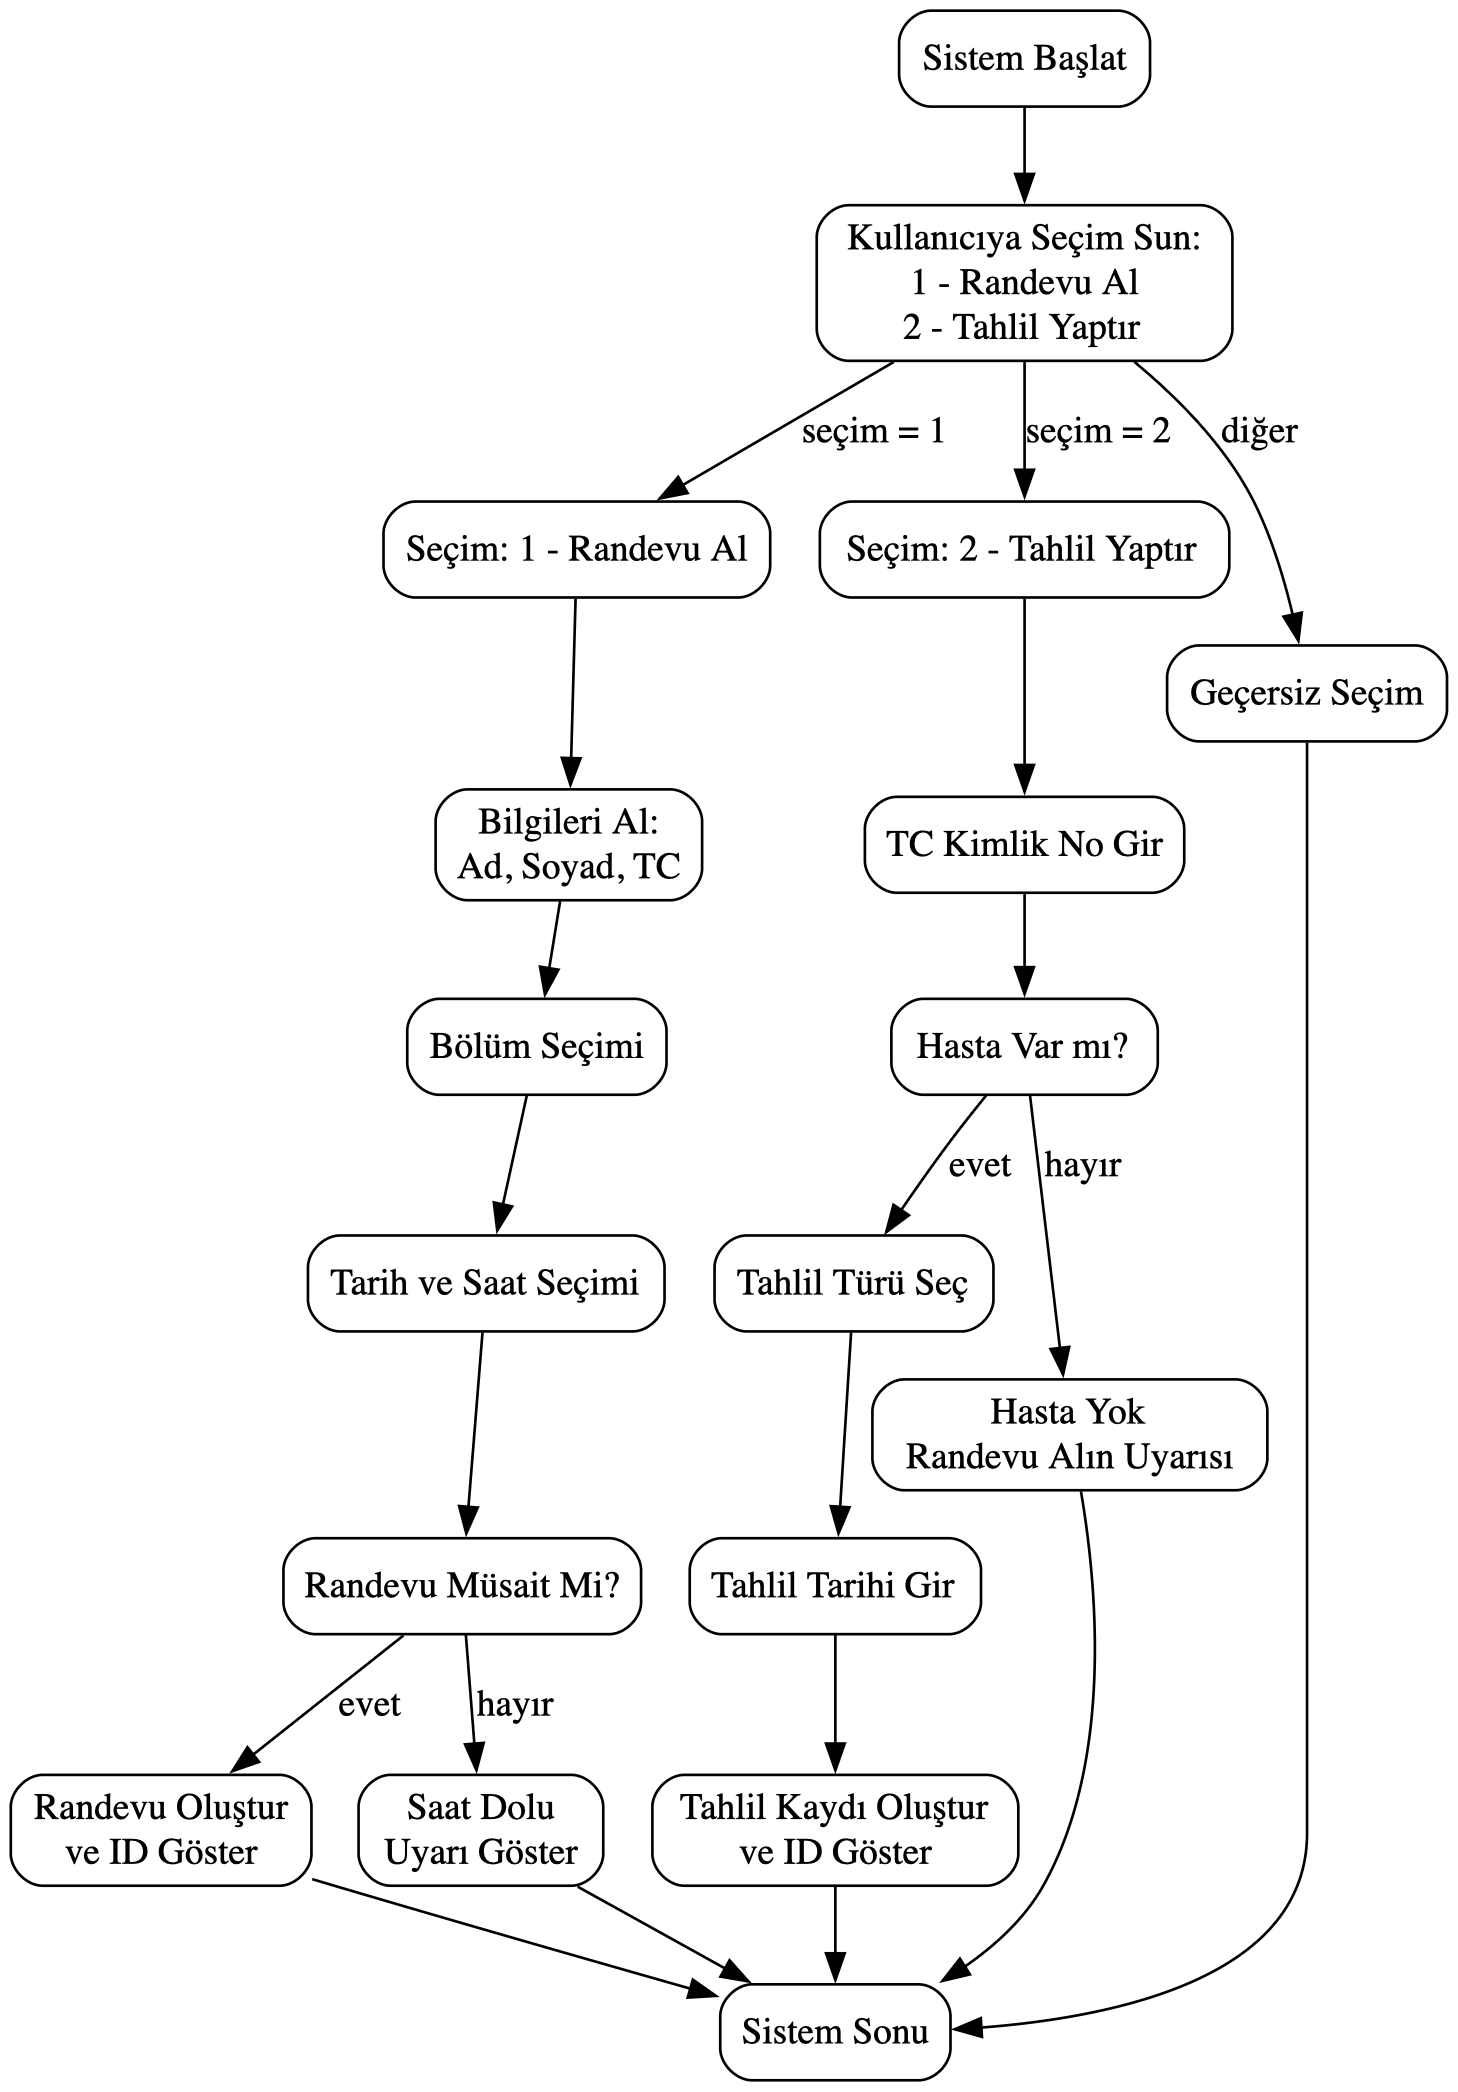 Sistem Başlat
Kullanıcıya Seçim Sun:
1 - Randevu Al
2 - Tahlil Yaptır
seçim = 1
seçim = 2
diğer
Seçim: 1 - Randevu Al
Seçim: 2 - Tahlil Yaptır
Geçersiz Seçim
Bilgileri Al:
Ad, Soyad, TC
TC Kimlik No Gir
Bölüm Seçimi
Hasta Var mı?
evet
hayır
Tarih ve Saat Seçimi
Tahlil Türü Seç
Hasta Yok
Randevu Alın Uyarısı
Randevu Müsait Mi?
Tahlil Tarihi Gir
evet
hayır
Randevu Oluştur
ve ID Göster
Saat Dolu
Uyarı Göster
Tahlil Kaydı Oluştur
ve ID Göster
Sistem Sonu